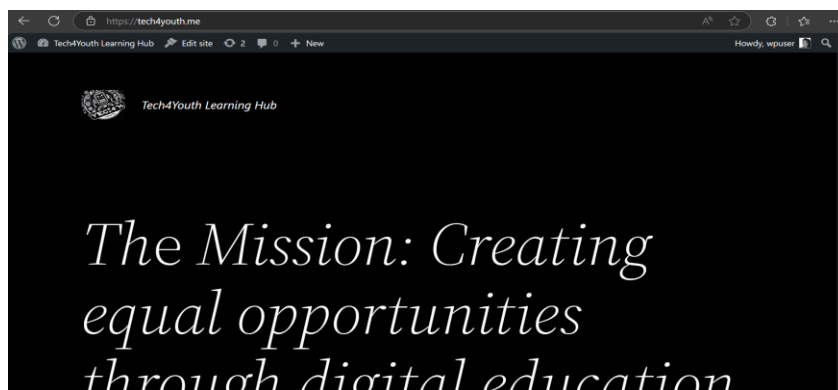 https://tech4youth.me
Tech4Youth Learning Hub Edit site 2 0 New Howdy, wpuser
Tech4Youth Learning Hub
The Mission: Creating
equal opportunities
through digital education